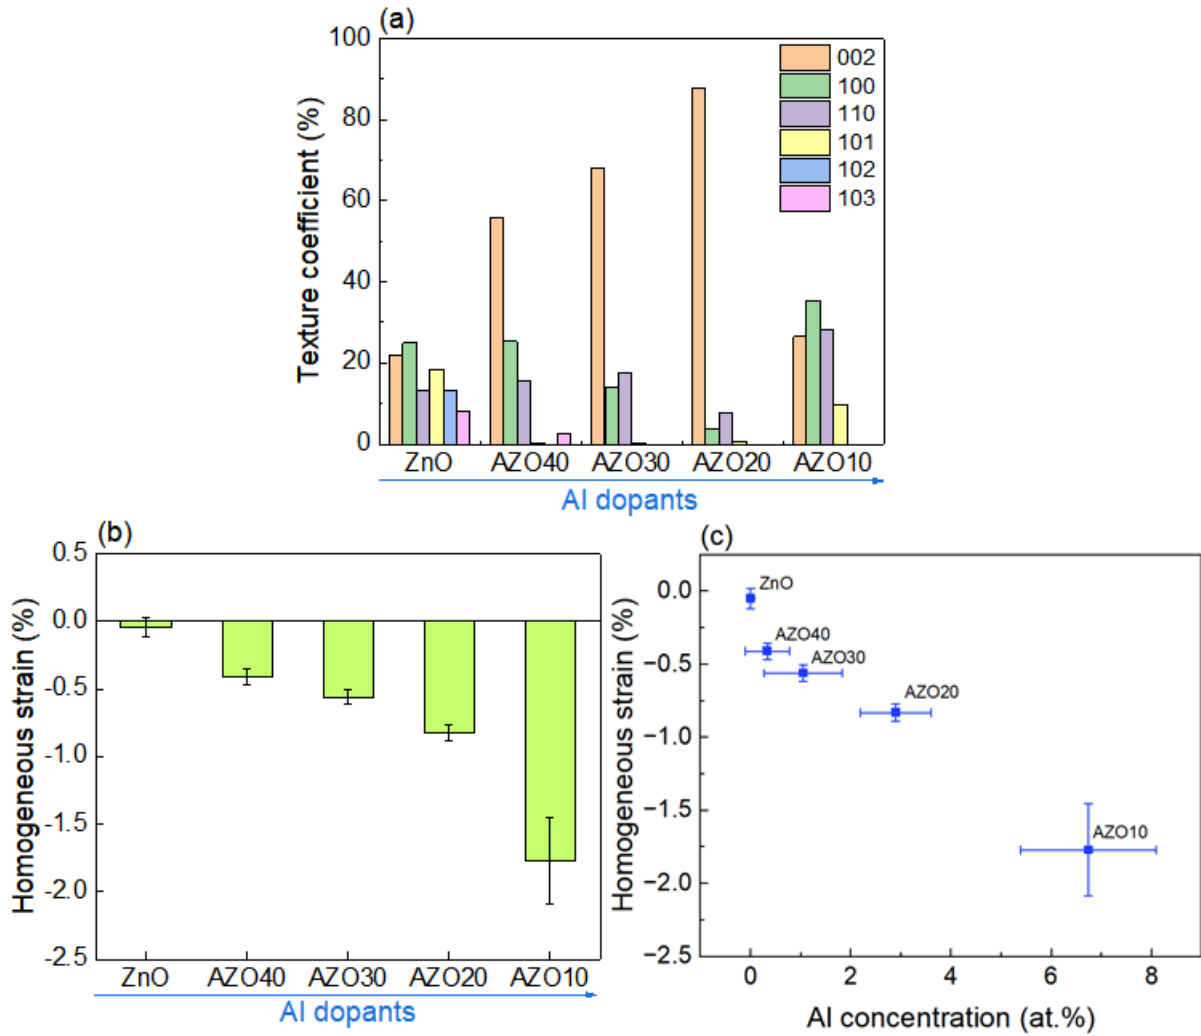 (a)
Texture coefficient (%)
100
80
60
40
20
0
002
100
110
101
102
103
ZnO AZO40 AZO30 AZO20 AZO10
Al dopants
(b)
Homogeneous strain (%)
0.5
0.0
-0.5
-1.0
-1.5
-2.0
-2.5
ZnO AZO40 AZO30 AZO20 AZO10
Al dopants
(c)
Homogeneous strain (%)
0.0
−0.5
−1.0
−1.5
−2.0
−2.5
ZnO
AZO40
AZO30
AZO20
AZO10
0 2 4 6 8
Al concentration (at.%)